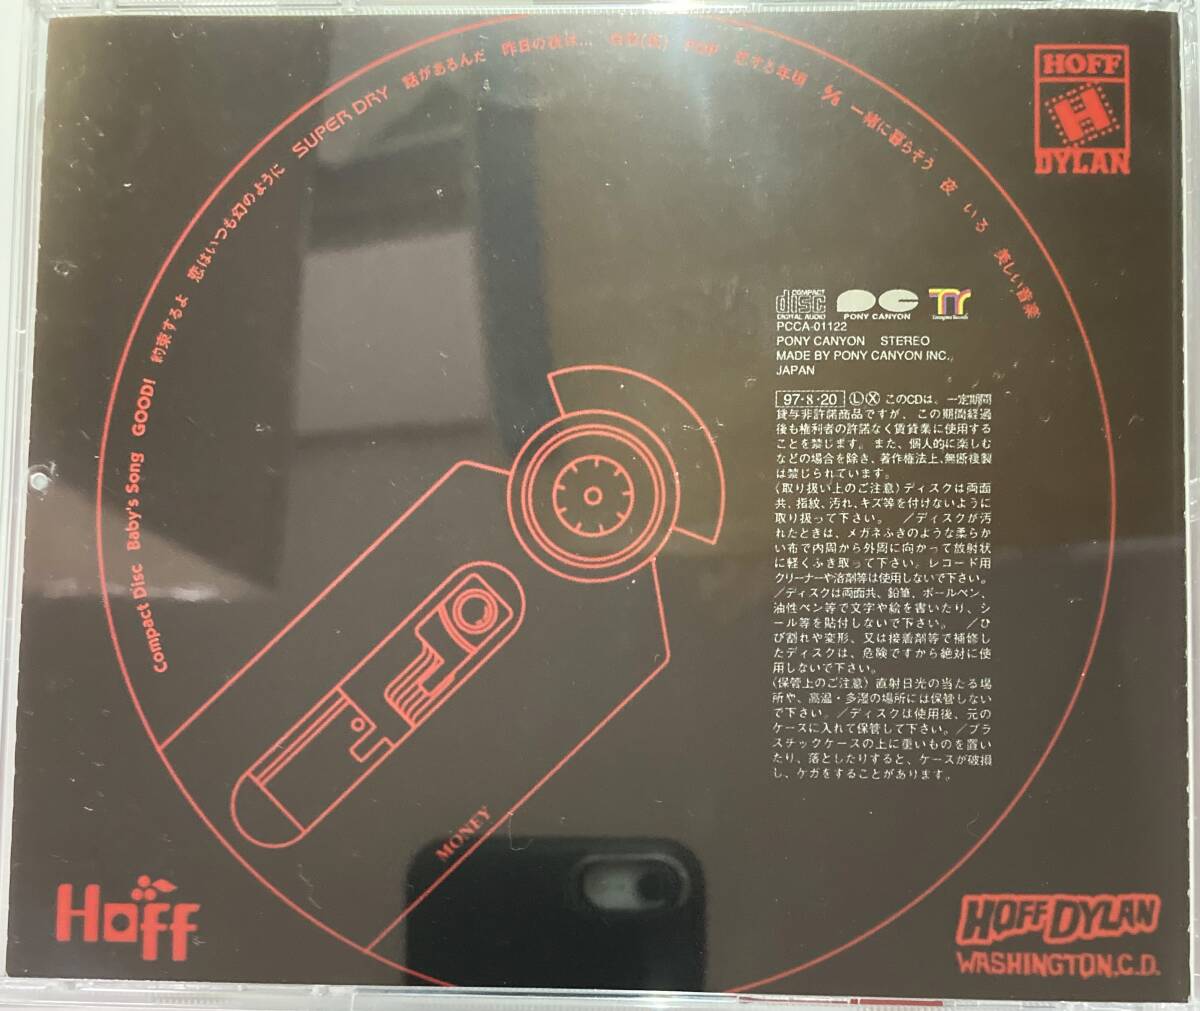 Compact Disc Baby's Song GOOD! 約束するよ 恋はいつも幻のように SUPER DRY 話があるんだ 昨日の夜は... POP 恋する年頃 6/8 一緒に暮らそう 夜 いろ 美しい音楽
HOFF
H
DYLAN
COMPACT
disc
DIGITAL AUDIO
PONY CANYON
PCCA-01122
PONY CANYON STEREO
MADE BY PONY CANYON INC.,
JAPAN
97・8・20 Ⓛ Ⓧ このCDは、一定期間
貸与非許諾商品ですが、この期間経過
後も権利者の許諾なく賃貸業に使用する
ことを禁じます。また、個人的に楽しむ
などの場合を除き、著作権法上、無断複製
は禁じられています。
〈取り扱い上のご注意〉ディスクは両面
共、指紋、汚れ、キズ等を付けないように
取り扱って下さい。/ディスクが汚
れたときは、メガネふきのような柔らか
い布で内周から外周に向かって放射状
に軽くふき取って下さい。レコード用
クリーナーや溶剤等は使用しないで下さい。
/ディスクは両面共、鉛筆、ボールペン、
油性ペン等で文字や絵を書いたり、シ
ール等を貼付しないで下さい。/ひ
び割れや変形、又は接着剤等で補修し
たディスクは、危険ですから絶対に使
用しないで下さい。
〈保管上のご注意〉直射日光の当たる場
所や、高温・多湿の場所には保管しない
で下さい。/ディスクは使用後、元の
ケースに入れて保管して下さい。/プラ
スチックケースの上に重いものを置い
たり、落としたりすると、ケースが破損
し、ケガをすることがあります。
MONEY
Hoff
HOFF DYLAN
WASHINGTON,C.D.